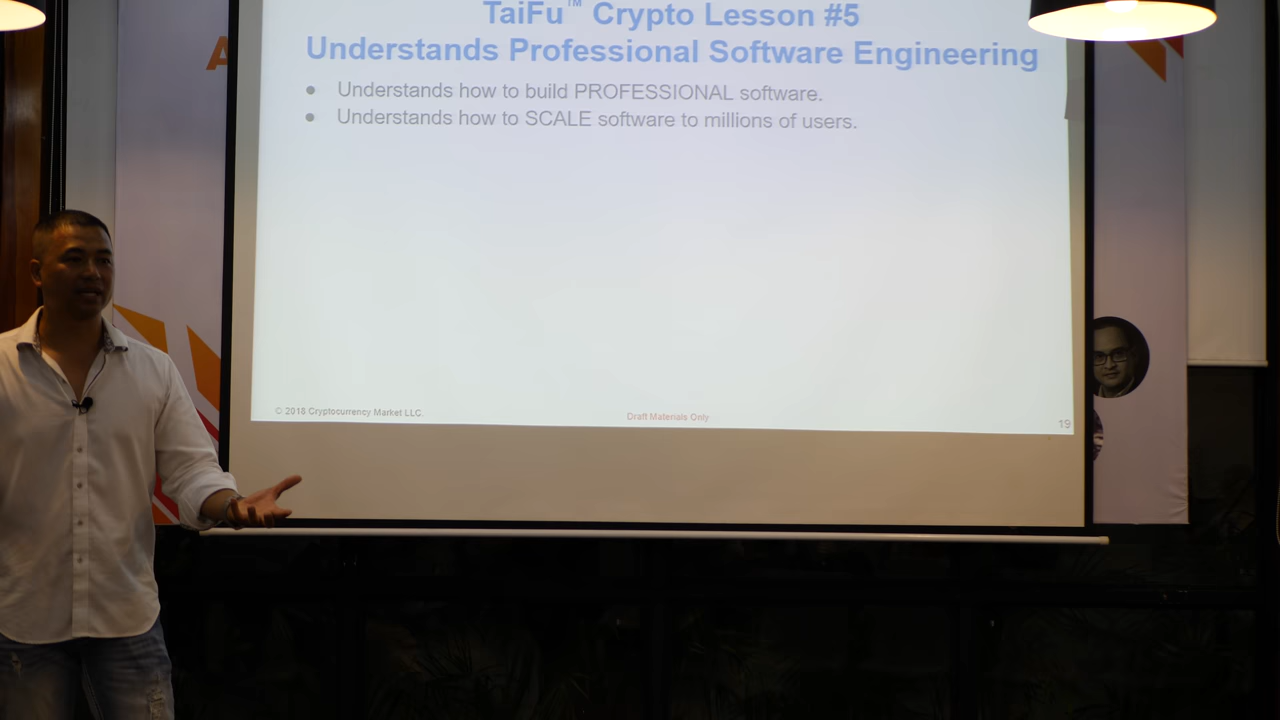 TaiFu™ Crypto Lesson #5
Understands Professional Software Engineering
● Understands how to build PROFESSIONAL software.
● Understands how to SCALE software to millions of users.
© 2018 Cryptocurrency Market LLC.
Draft Materials Only
19
A